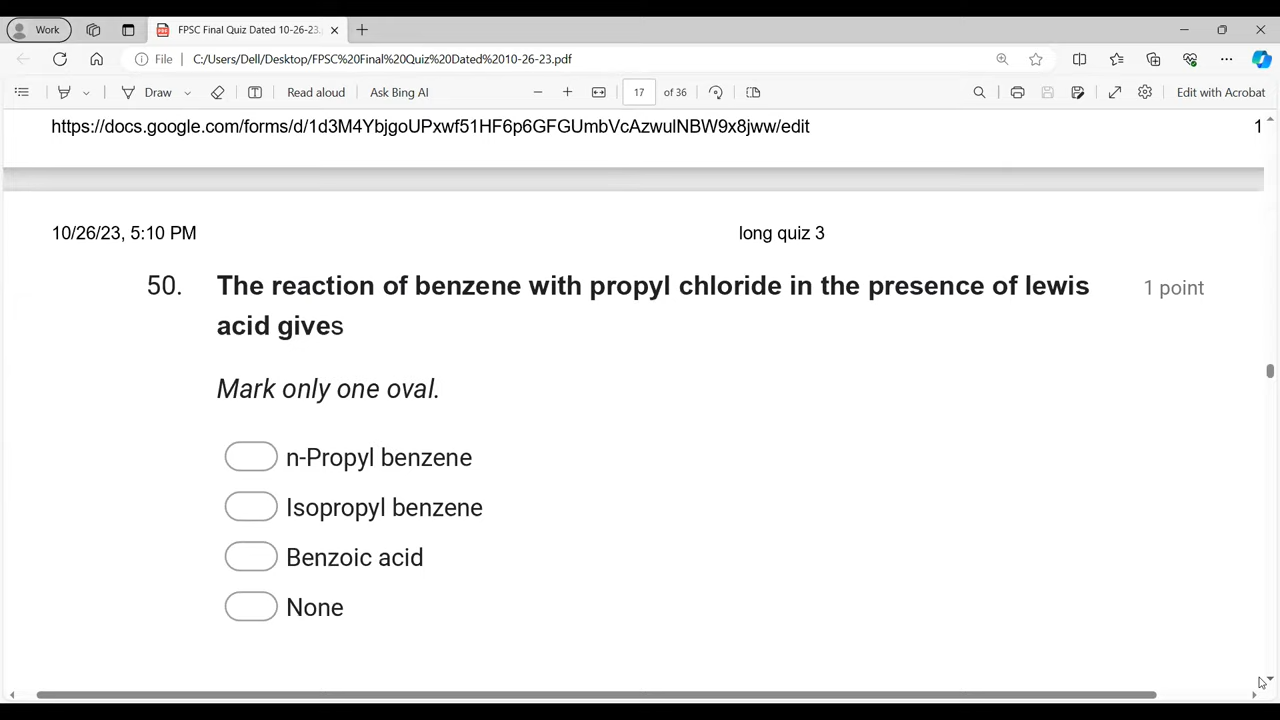 Work
FPSC Final Quiz Dated 10-26-23.
File
C:/Users/Dell/Desktop/FPSC%20Final%20Quiz%20Dated%2010-26-23.pdf
Draw
Read aloud
Ask Bing AI
17
of 36
Edit with Acrobat
https://docs.google.com/forms/d/1d3M4YbjgoUPxwf51HF6p6GFGUmbVcAzwulNBW9x8jww/edit
1
10/26/23, 5:10 PM
long quiz 3
50. The reaction of benzene with propyl chloride in the presence of lewis 1 point
acid gives
Mark only one oval.
n-Propyl benzene
Isopropyl benzene
Benzoic acid
None